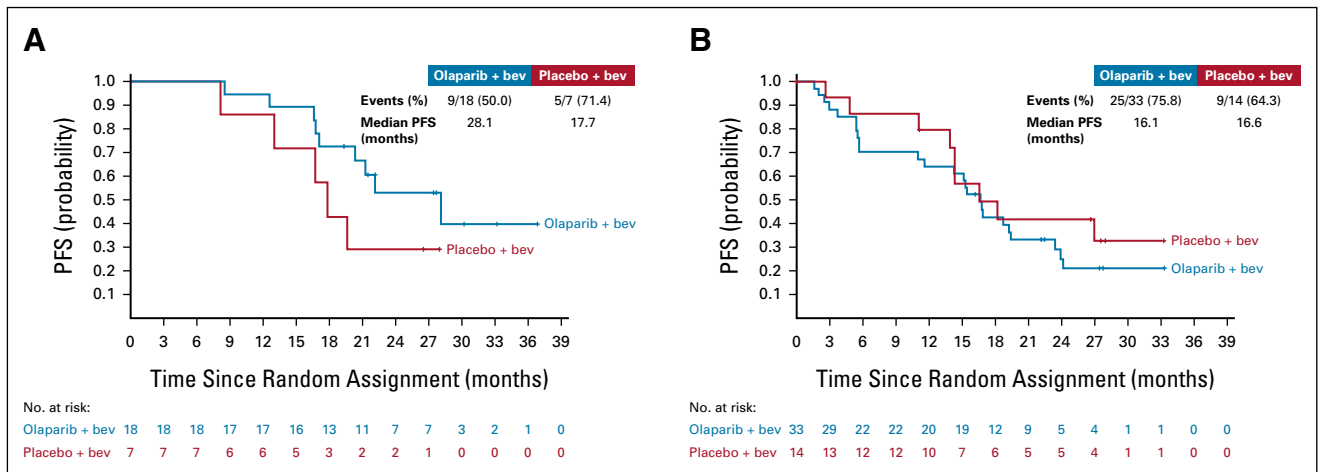 A
Olaparib + bev Placebo + bev
Events (%) 9/18 (50.0) 5/7 (71.4)
Median PFS 28.1 17.7
(months)
PFS (probability)
1.0
0.9
0.8
0.7
0.6
0.5
0.4
0.3
0.2
0.1
Olaparib + bev
Placebo + bev
0 3 6 9 12 15 18 21 24 27 30 33 36 39
Time Since Random Assignment (months)
No. at risk:
Olaparib + bev 18 18 18 17 17 16 13 11 7 7 3 2 1 0
Placebo + bev 7 7 7 6 6 5 3 2 2 1 0 0 0 0
B
Olaparib + bev Placebo + bev
Events (%) 25/33 (75.8) 9/14 (64.3)
Median PFS 16.1 16.6
(months)
PFS (probability)
1.0
0.9
0.8
0.7
0.6
0.5
0.4
0.3
0.2
0.1
Placebo + bev
Olaparib + bev
0 3 6 9 12 15 18 21 24 27 30 33 36 39
Time Since Random Assignment (months)
No. at risk:
Olaparib + bev 33 29 22 22 20 19 12 9 5 4 1 1 0 0
Placebo + bev 14 13 12 12 10 7 6 5 5 4 1 1 0 0